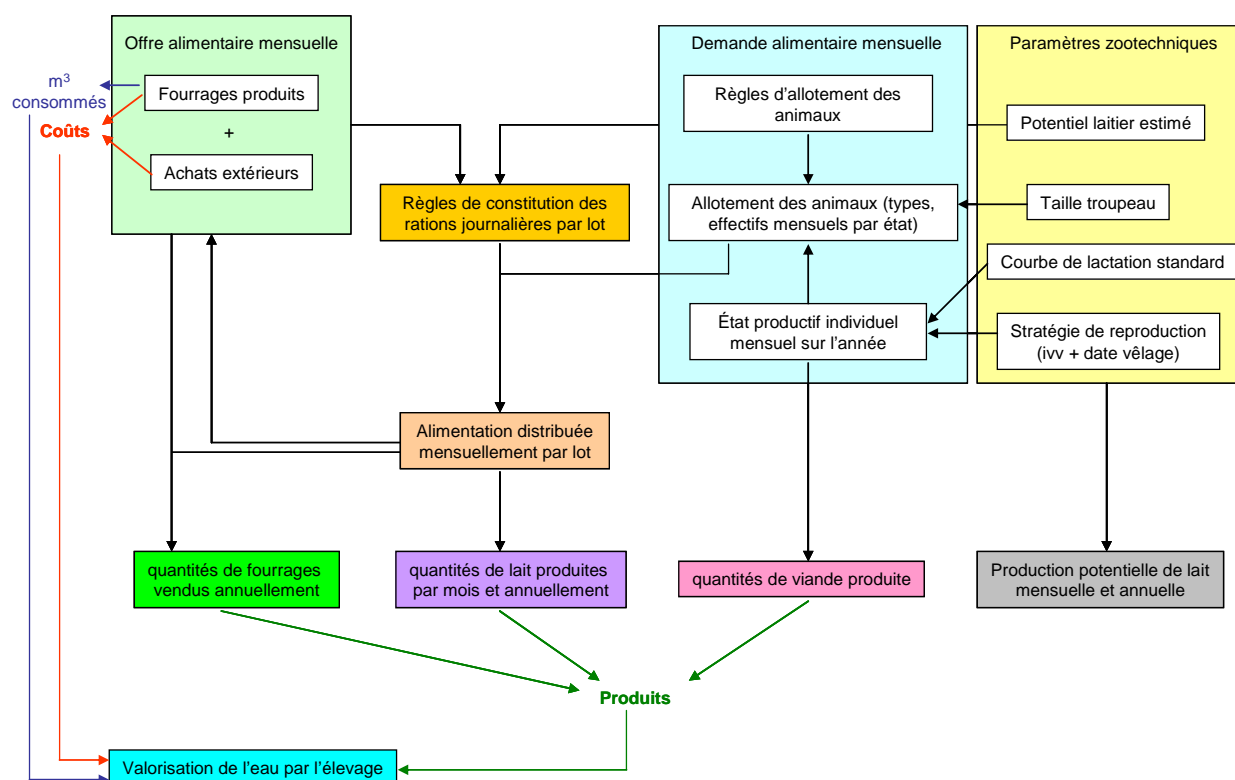 Offre alimentaire mensuelle
Demande alimentaire mensuelle
Paramètres zootechniques
m³
consommés
Coûts
Fourrages produits
+
Achats extérieurs
Règles d'allotement des
animaux
Potentiel laitier estimé
Règles de constitution des
rations journalières par lot
Allotement des animaux (types,
effectifs mensuels par état)
Taille troupeau
Courbe de lactation standard
État productif individuel
mensuel sur l'année
Stratégie de reproduction
(ivv + date vêlage)
Alimentation distribuée
mensuellement par lot
quantités de fourrages
vendus annuellement
quantités de lait produites
par mois et annuellement
quantités de viande produite
Production potentielle de lait
mensuelle et annuelle
Produits
Valorisation de l'eau par l'élevage